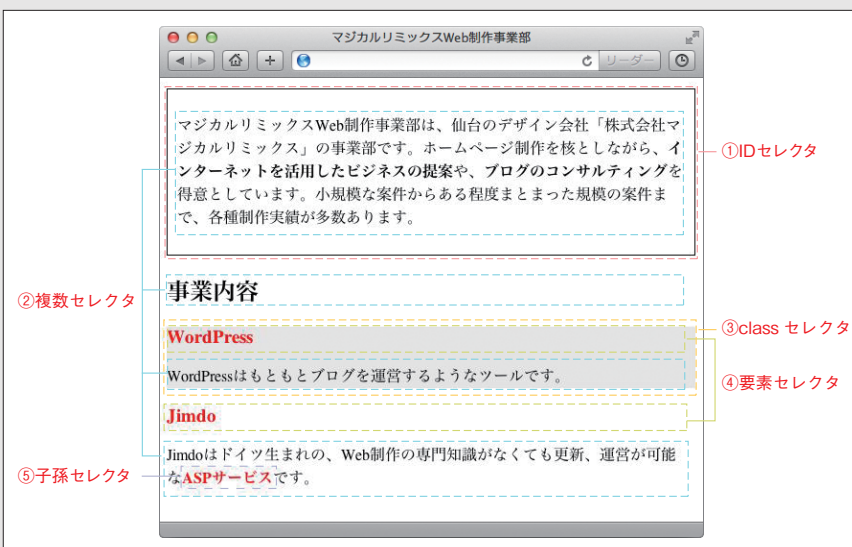 マジカルリミックスWeb制作事業部
リーダー
マジカルリミックスWeb制作事業部は、仙台のデザイン会社「株式会社マ
ジカルリミックス」の事業部です。ホームページ制作を核としながら、イ
ンターネットを活用したビジネスの提案や、ブログのコンサルティングを
得意としています。小規模な案件からある程度まとまった規模の案件ま
で、各種制作実績が多数あります。
①IDセレクタ
②複数セレクタ
事業内容
③class セレクタ
WordPress
WordPressはもともとブログを運営するようなツールです。
④要素セレクタ
Jimdo
Jimdoはドイツ生まれの、Web制作の専門知識がなくても更新、運営が可能
なASPサービスです。
⑤子孫セレクタ